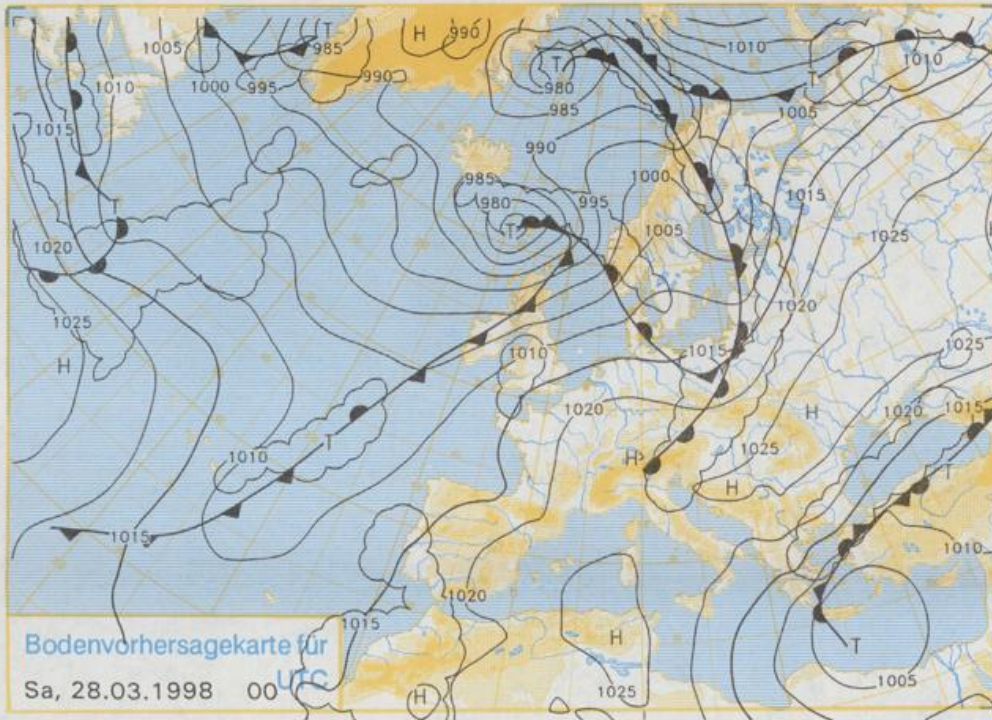 T H 990
985
1005 1010
T
990
1010 1000 995 980 1010
T
985 1005
1015 990
985 1000
980 995 1015
T
T 1005 1025
1020
1020
1025 1015
1010 1025
H
1020 H 1020 1015
T 1025
1010 H T
H
1015 1010
1020
1015
H T
1025 1005
H
Bodenvorhersagekarte für
UTC
Sa, 28.03.1998 00